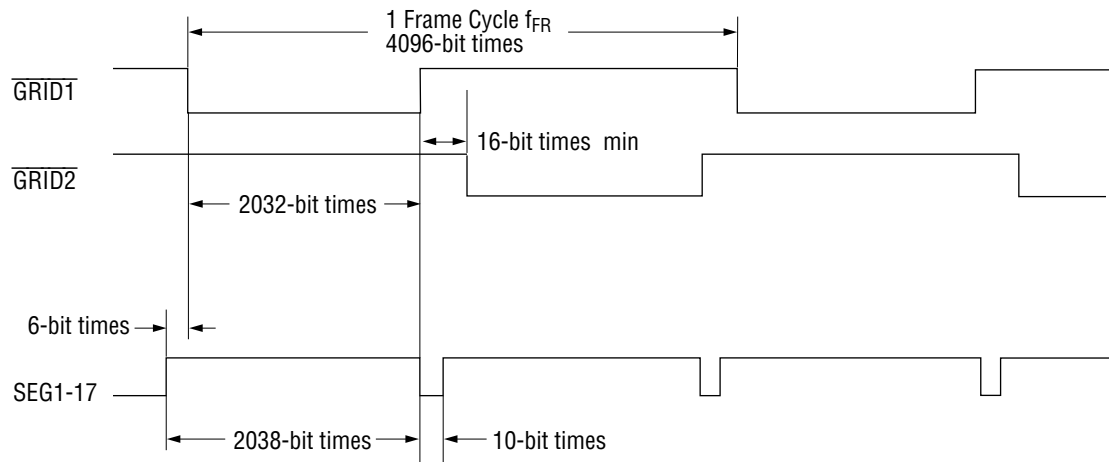 1 Frame Cycle fFR
4096-bit times
GRID1
16-bit times min
GRID2
2032-bit times
6-bit times
SEG1-17
2038-bit times
10-bit times